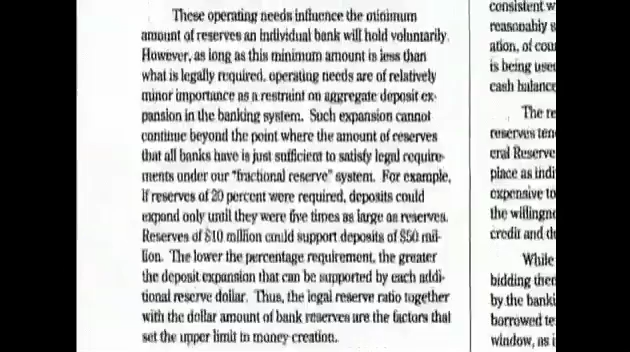 These operating needs influence the minimum
amount of reserves an individual bank will hold voluntarily.
However, as long as this minimum amount is less than
what is legally required, operating needs are of relatively
minor importance as a restraint on aggregate deposit ex-
pansion in the banking system. Such expansion cannot
continue beyond the point where the amount of reserves
that all banks have is just sufficient to satisfy legal require-
ments under our "fractional reserve" system. For example,
if reserves of 20 percent were required, deposits could
expand only until they were five times as large as reserves.
Reserves of $10 million could support deposits of $50 mil-
lion. The lower the percentage requirement, the greater
the deposit expansion that can be supported by each addi-
tional reserve dollar. Thus, the legal reserve ratio together
with the dollar amount of bank reserves are the factors that
set the upper limit to money creation.
consistent w
reasonably s
ation, of cou
is being use
cash balance
The re
reserves ten
eral Reserve
place as indi
expensive to
the willingn
credit and d
While
bidding the
by the banki
borrowed te
window, as i